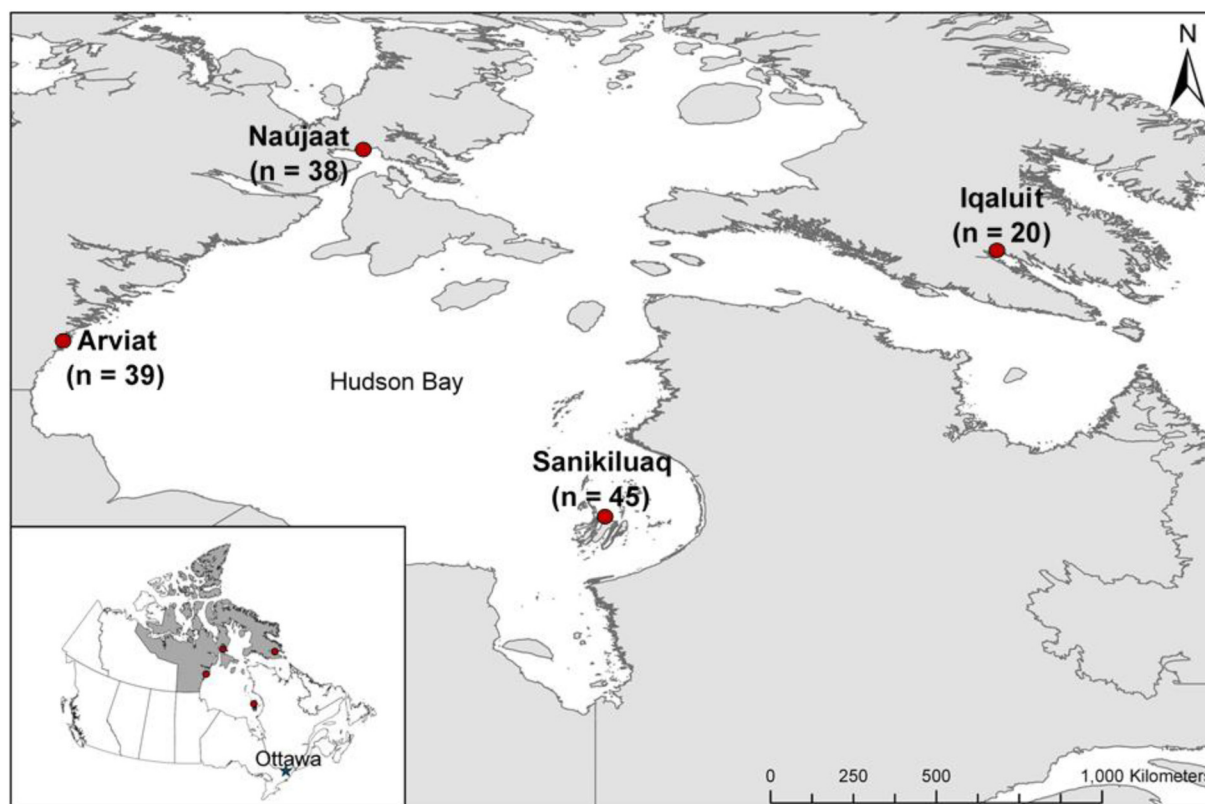 N
Naujaat
(n = 38)
Iqaluit
(n = 20)
Arviat
(n = 39)
Hudson Bay
Sanikiluaq
(n = 45)
Ottawa
0 250 500 1,000 Kilometers